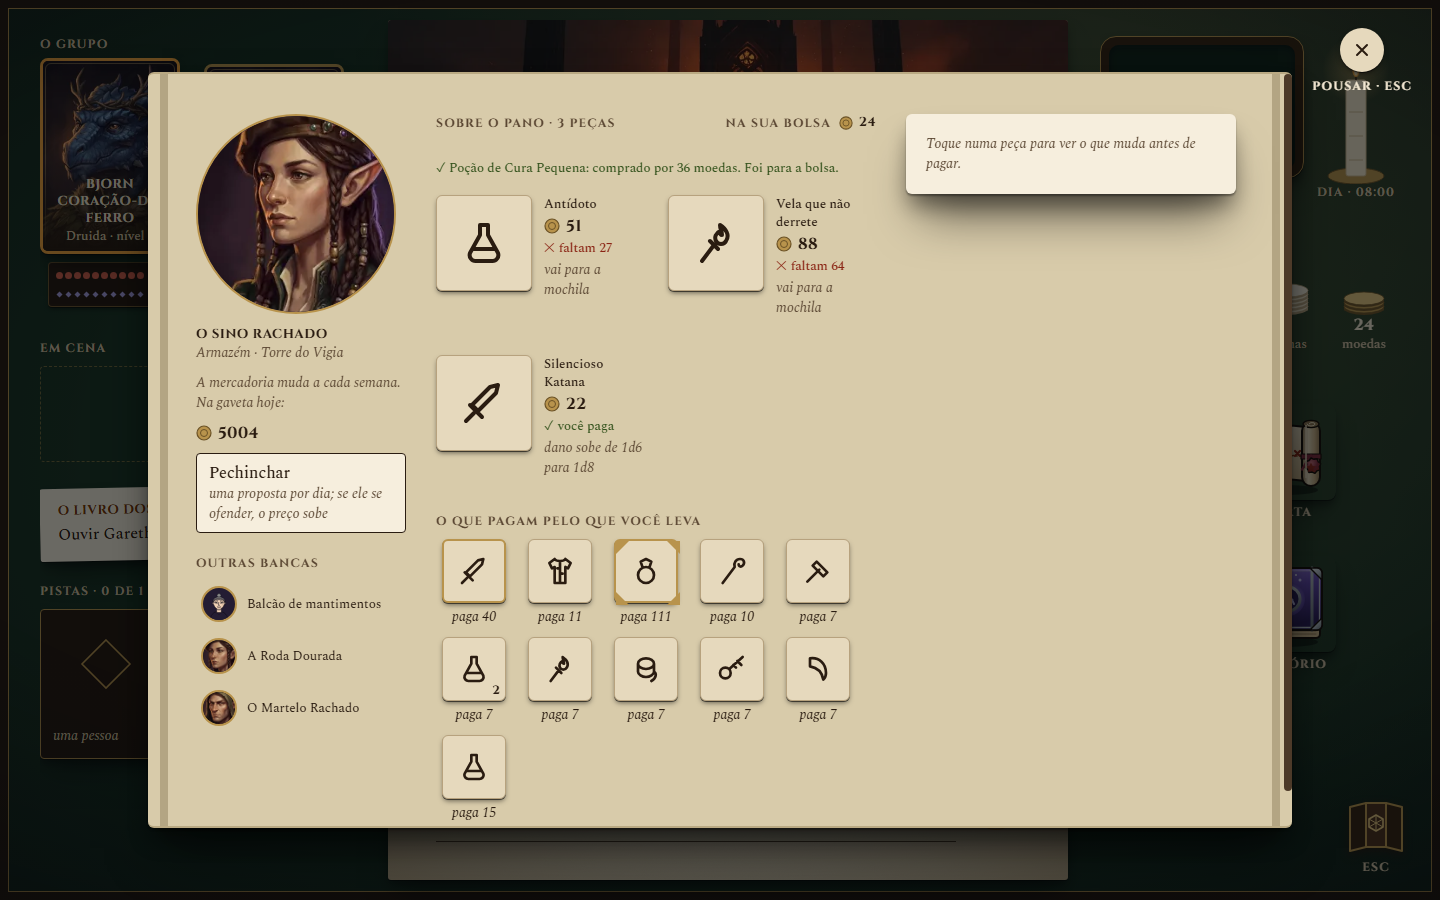 O GRUPO
BJORN
CORAÇÃO-D
FERRO
Druida · nível
EM CENA
O LIVRO DO
Ouvir Garet
PISTAS · 0 DE 1
uma pessoa
O SINO RACHADO
Armazém · Torre do Vigia
A mercadoria muda a cada semana.
Na gaveta hoje:
5004
Pechinchar
uma proposta por dia; se ele se
ofender, o preço sobe
OUTRAS BANCAS
Balcão de mantimentos
A Roda Dourada
O Martelo Rachado
SOBRE O PANO · 3 PEÇAS
NA SUA BOLSA 24
✓ Poção de Cura Pequena: comprado por 36 moedas. Foi para a bolsa.
Antídoto
51
✕ faltam 27
vai para a
mochila
Vela que não
derrete
88
✕ faltam 64
vai para a
mochila
Silencioso
Katana
22
✓ você paga
dano sobe de 1d6
para 1d8
O QUE PAGAM PELO QUE VOCÊ LEVA
paga 40
paga 11
paga 111
paga 10
paga 7
2
paga 7
paga 7
paga 7
paga 7
paga 7
paga 15
Toque numa peça para ver o que muda antes de
pagar.
POUSAR · ESC
DIA · 08:00
24
moedas
ESC